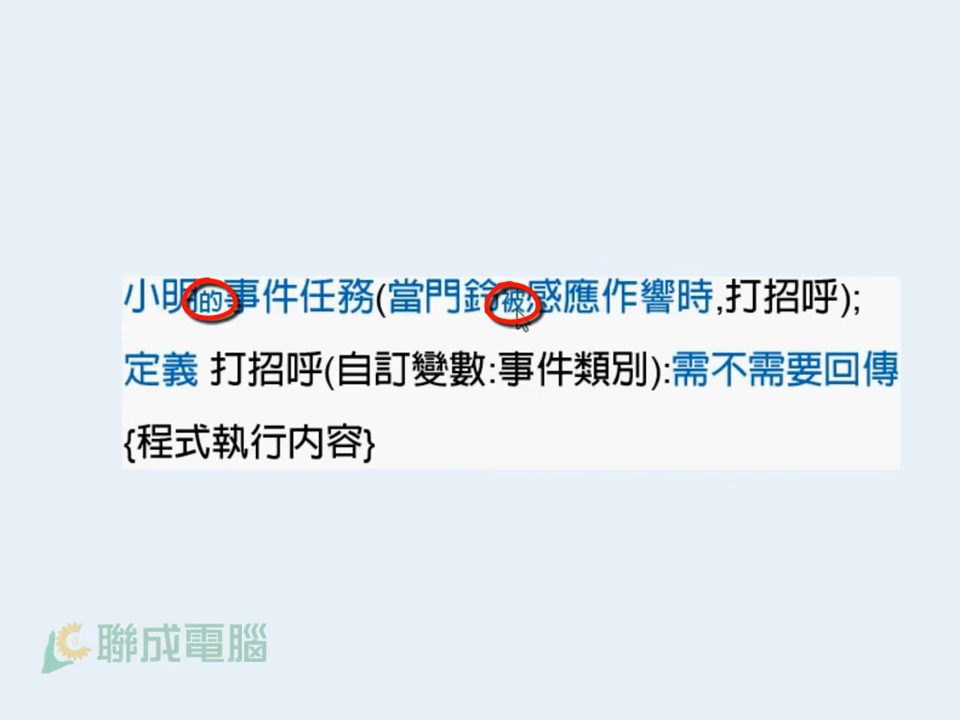 小明的事件任務(當門鈴被感應作響時,打招呼);
定義 打招呼(自訂變數:事件類別):需不需要回傳
{程式執行内容}
聯成電腦